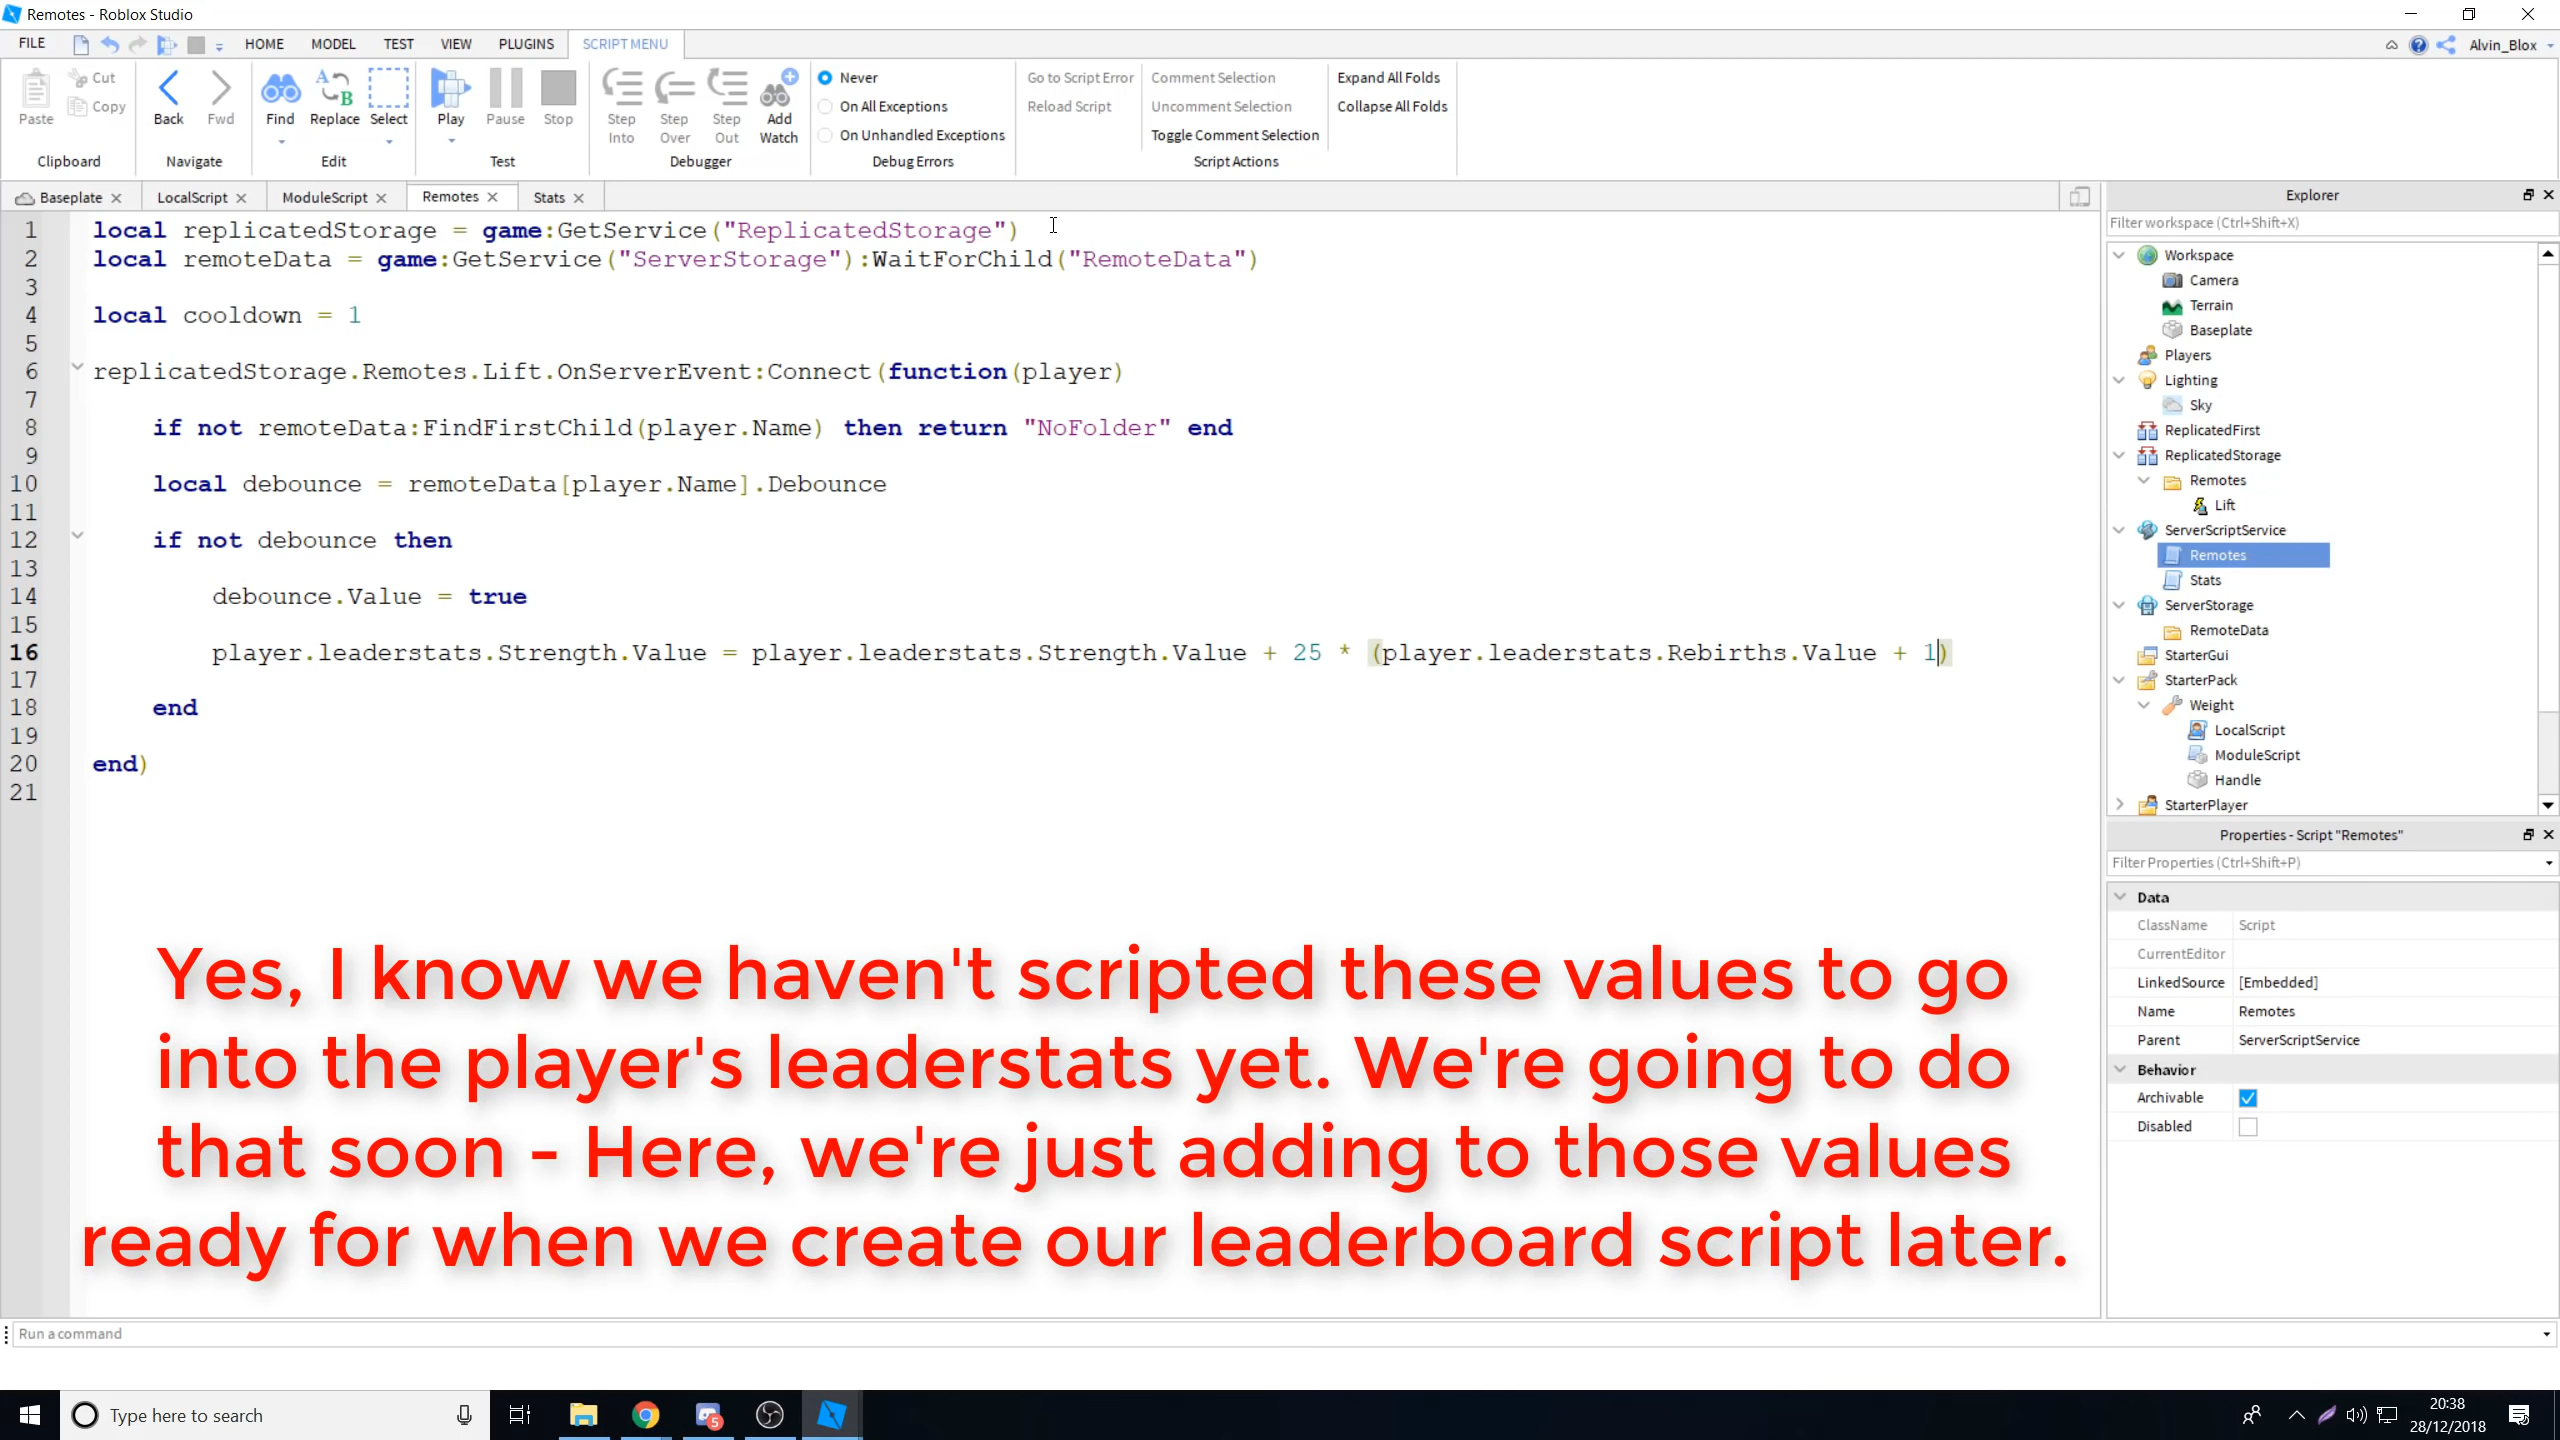 Remotes - Roblox Studio
FILE HOME MODEL TEST VIEW PLUGINS SCRIPT MENU Alvin_Blox
Paste Cut Copy Clipboard
Back Fwd Navigate
Find Replace Select Edit
Play Pause Stop Test
Step Into Step Over Step Out Add Watch Debugger
Never
On All Exceptions
On Unhandled Exceptions
Debug Errors
Go to Script Error
Reload Script
Comment Selection
Uncomment Selection
Toggle Comment Selection
Script Actions
Expand All Folds
Collapse All Folds
Baseplate LocalScript ModuleScript Remotes Stats
1 local replicatedStorage = game:GetService("ReplicatedStorage")
2 local remoteData = game:GetService("ServerStorage"):WaitForChild("RemoteData")
3
4 local cooldown = 1
5
6 replicatedStorage.Remotes.Lift.OnServerEvent:Connect(function(player)
7
8 if not remoteData:FindFirstChild(player.Name) then return "NoFolder" end
9
10 local debounce = remoteData[player.Name].Debounce
11
12 if not debounce then
13
14 debounce.Value = true
15
16 player.leaderstats.Strength.Value = player.leaderstats.Strength.Value + 25 * (player.leaderstats.Rebirths.Value + 1)
17
18 end
19
20 end)
21
Yes, I know we haven't scripted these values to go
into the player's leaderstats yet. We're going to do
that soon - Here, we're just adding to those values
ready for when we create our leaderboard script later.
Explorer
Filter workspace (Ctrl+Shift+X)
Workspace
Camera
Terrain
Baseplate
Players
Lighting
Sky
ReplicatedFirst
ReplicatedStorage
Remotes
Lift
ServerScriptService
Remotes
Stats
ServerStorage
RemoteData
StarterGui
StarterPack
Weight
LocalScript
ModuleScript
Handle
StarterPlayer
Properties - Script "Remotes"
Filter Properties (Ctrl+Shift+P)
Data
ClassName Script
CurrentEditor
LinkedSource [Embedded]
Name Remotes
Parent ServerScriptService
Behavior
Archivable
Disabled
Run a command
Type here to search
5
20:38
28/12/2018